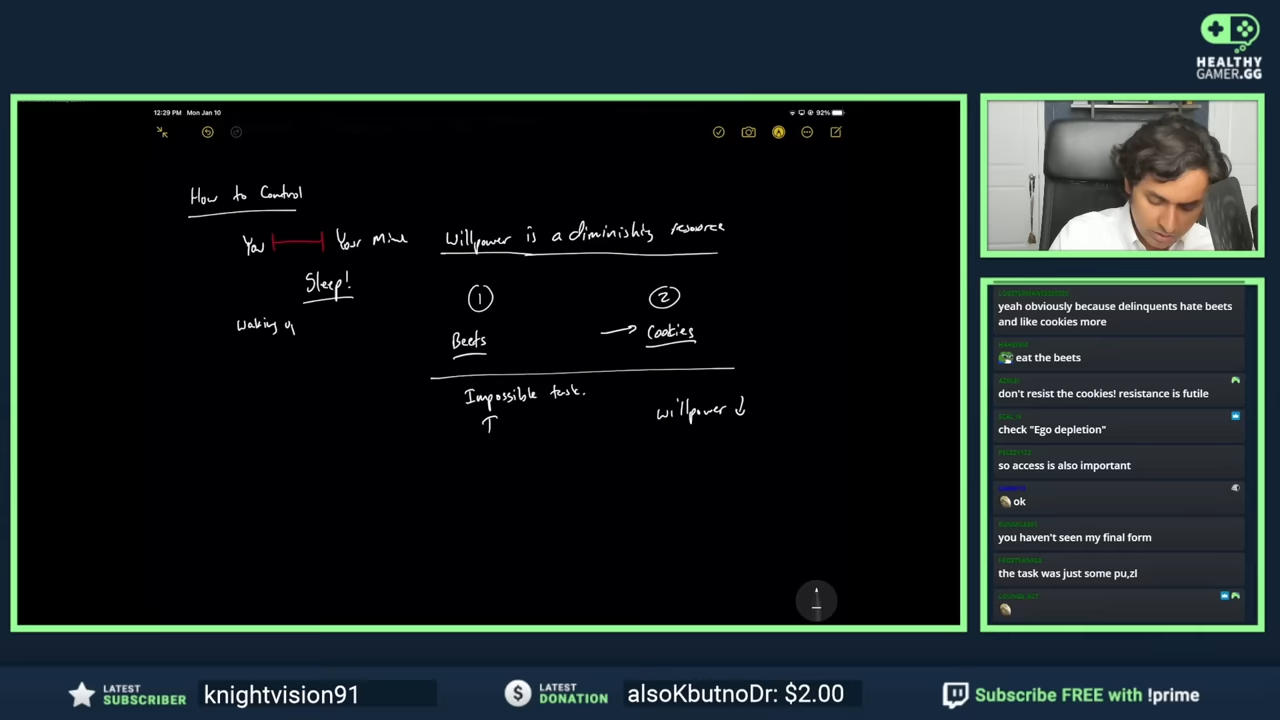 HEALTHY
GAMER.GG
12:29 PM Mon Jan 10
92%
How to Control
You Your Mine
Sleep!
Waking up
Willpower is a diminishing resource
1
Beets
2
Cookies
Impossible task.
willpower ↓
yeah obviously because delinquents hate beets
and like cookies more
eat the beets
don't resist the cookies! resistance is futile
check "Ego depletion"
so access is also important
ok
you haven't seen my final form
the task was just some pu,zl
LATEST
SUBSCRIBER
knightvision91
$
LATEST
DONATION
alsoKbutnoDr: $2.00
Subscribe FREE with !prime